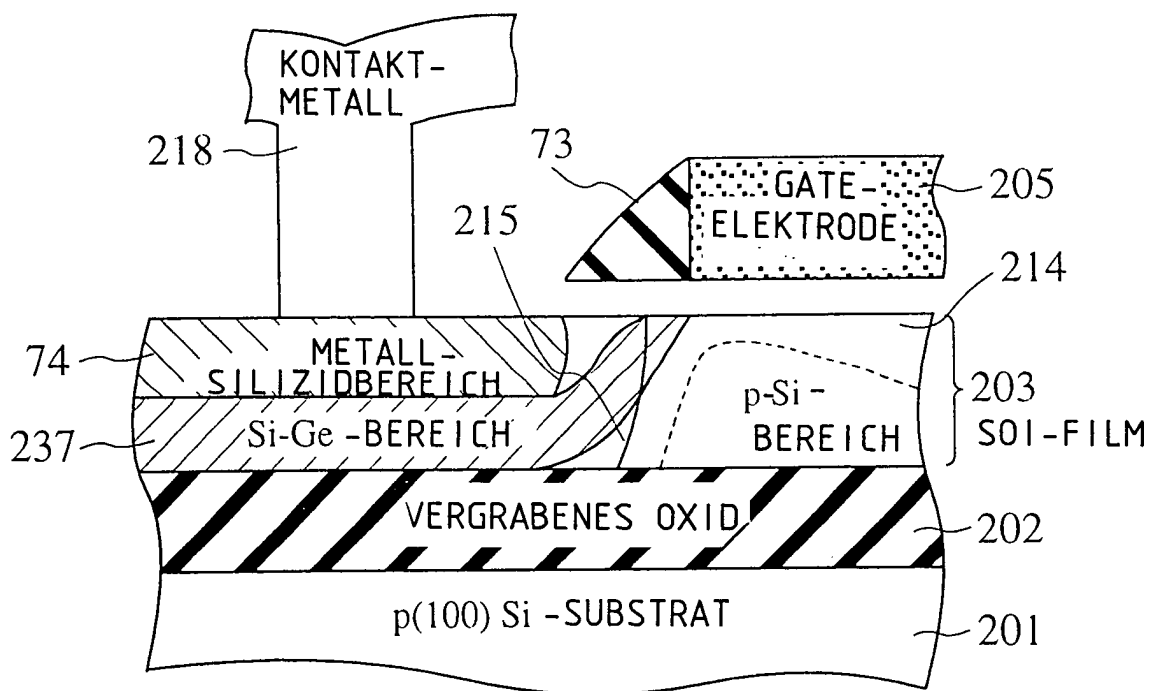 KONTAKT-
METALL
218
73
GATE-
ELEKTRODE
205
215
214
74
METALL-
SILIZIDBEREICH
p-Si-
BEREICH
203
SOI-FILM
237
Si-Ge-BEREICH
VERGRABENES OXID
202
p(100) Si-SUBSTRAT
201